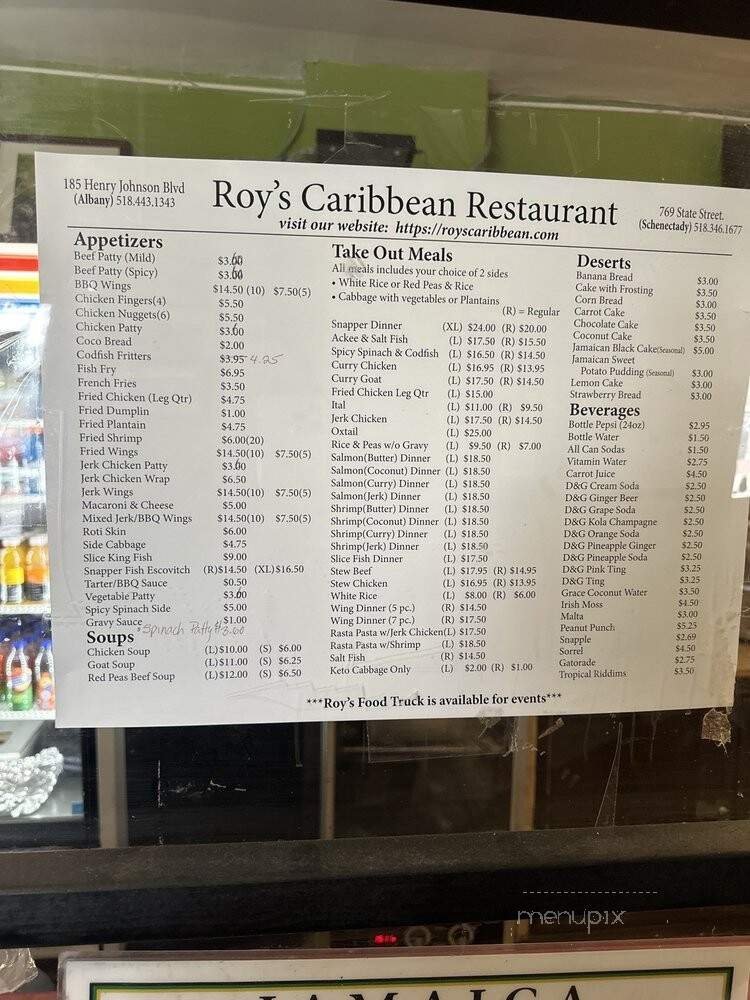 185 Henry Johnson Blvd
(Albany) 518.443.1343
Roy's Caribbean Restaurant
visit our website: https://royscaribbean.com
769 State Street.
(Schenectady) 518.346.1677
Appetizers
Beef Patty (Mild) $3.60
Beef Patty (Spicy) $3.60
BBQ Wings $14.50 (10) $7.50(5)
Chicken Fingers(4) $5.50
Chicken Nuggets(6) $5.50
Chicken Patty $3.60
Coco Bread $2.00
Codfish Fritters $3.95 4.25
Fish Fry $6.95
French Fries $3.50
Fried Chicken (Leg Qtr) $4.75
Fried Dumplin $1.00
Fried Plantain $4.75
Fried Shrimp $6.00(20)
Fried Wings $14.50(10) $7.50(5)
Jerk Chicken Patty $3.60
Jerk Chicken Wrap $6.50
Jerk Wings $14.50(10) $7.50(5)
Macaroni & Cheese $5.00
Mixed Jerk/BBQ Wings $14.50(10) $7.50(5)
Roti Skin $6.00
Side Cabbage $4.75
Slice King Fish $9.00
Snapper Fish Escovitch (R)$14.50 (XL)$16.50
Tarter/BBQ Sauce $0.50
Vegetable Patty $3.60
Spicy Spinach Side $5.00
Gravy Sauce $1.00
Spinach Patty $3.60
Soups
Chicken Soup (L)$10.00 (S) $6.00
Goat Soup (L)$11.00 (S) $6.25
Red Peas Beef Soup (L)$12.00 (S) $6.50
Take Out Meals
All meals includes your choice of 2 sides
• White Rice or Red Peas & Rice
• Cabbage with vegetables or Plantains
(R) = Regular
Snapper Dinner (XL) $24.00 (R) $20.00
Ackee & Salt Fish (L) $17.50 (R) $15.50
Spicy Spinach & Codfish (L) $16.50 (R) $14.50
Curry Chicken (L) $16.95 (R) $13.95
Curry Goat (L) $17.50 (R) $14.50
Fried Chicken Leg Qtr (L) $15.00
Ital (L) $11.00 (R) $9.50
Jerk Chicken (L) $17.50 (R) $14.50
Oxtail (L) $25.00
Rice & Peas w/o Gravy (L) $9.50 (R) $7.00
Salmon(Butter) Dinner (L) $18.50
Salmon(Coconut) Dinner (L) $18.50
Salmon(Curry) Dinner (L) $18.50
Salmon(Jerk) Dinner (L) $18.50
Shrimp(Butter) Dinner (L) $18.50
Shrimp(Coconut) Dinner (L) $18.50
Shrimp(Curry) Dinner (L) $18.50
Shrimp(Jerk) Dinner (L) $18.50
Slice Fish Dinner (L) $17.50
Stew Beef (L) $17.95 (R) $14.95
Stew Chicken (L) $16.95 (R) $13.95
White Rice (L) $8.00 (R) $6.00
Wing Dinner (5 pc.) (R) $14.50
Wing Dinner (7 pc.) (R) $17.50
Rasta Pasta w/Jerk Chicken(L) $17.50
Rasta Pasta w/Shrimp (L) $18.50
Salt Fish (R) $14.50
Keto Cabbage Only (L) $2.00 (R) $1.00
Deserts
Banana Bread $3.00
Cake with Frosting $3.50
Corn Bread $3.00
Carrot Cake $3.50
Chocolate Cake $3.50
Coconut Cake $3.50
Jamaican Black Cake(Seasonal) $5.00
Jamaican Sweet
Potato Pudding (Seasonal) $3.00
Lemon Cake $3.00
Strawberry Bread $3.00
Beverages
Bottle Pepsi (24oz) $2.95
Bottle Water $1.50
All Can Sodas $1.50
Vitamin Water $2.75
Carrot Juice $4.50
D&G Cream Soda $2.50
D&G Ginger Beer $2.50
D&G Grape Soda $2.50
D&G Kola Champagne $2.50
D&G Orange Soda $2.50
D&G Pineapple Ginger $2.50
D&G Pineapple Soda $2.50
D&G Pink Ting $3.25
D&G Ting $3.25
Grace Coconut Water $3.50
Irish Moss $4.50
Malta $3.00
Peanut Punch $5.25
Snapple $2.69
Sorrel $4.50
Gatorade $2.75
Tropical Riddims $3.50
***Roy's Food Truck is available for events***
menupix
JAMAICA